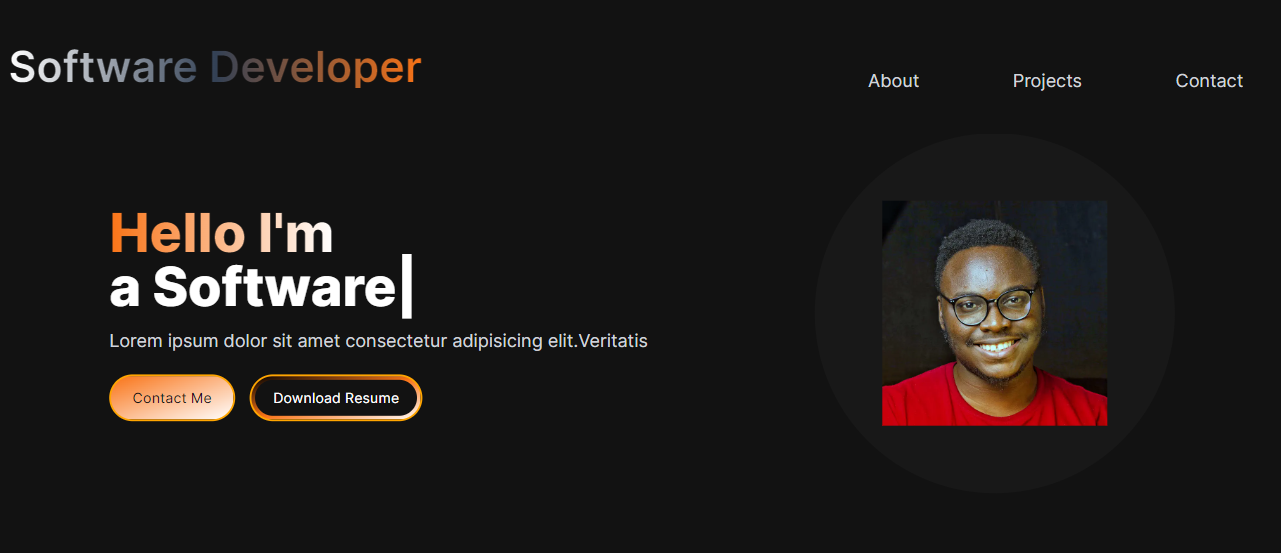 Software Developer
About Projects Contact
Hello I'm
a Software
Lorem ipsum dolor sit amet consectetur adipisicing elit.Veritatis
Contact Me Download Resume